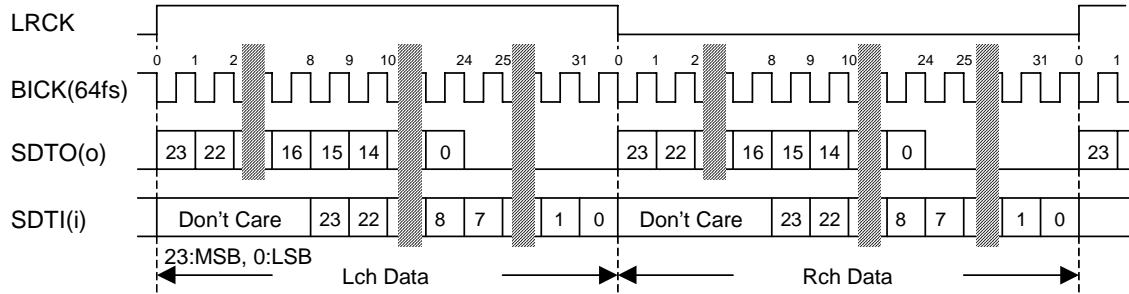 LRCK
0 1 2 8 9 10 24 25 31 0 1 2 8 9 10 24 25 31 0 1
BICK(64fs)
SDTO(o) 23 22 16 15 14 0 23 22 16 15 14 0 23
SDTI(i) Don't Care 23 22 8 7 1 0 Don't Care 23 22 8 7 1 0
23:MSB, 0:LSB
Lch Data Rch Data